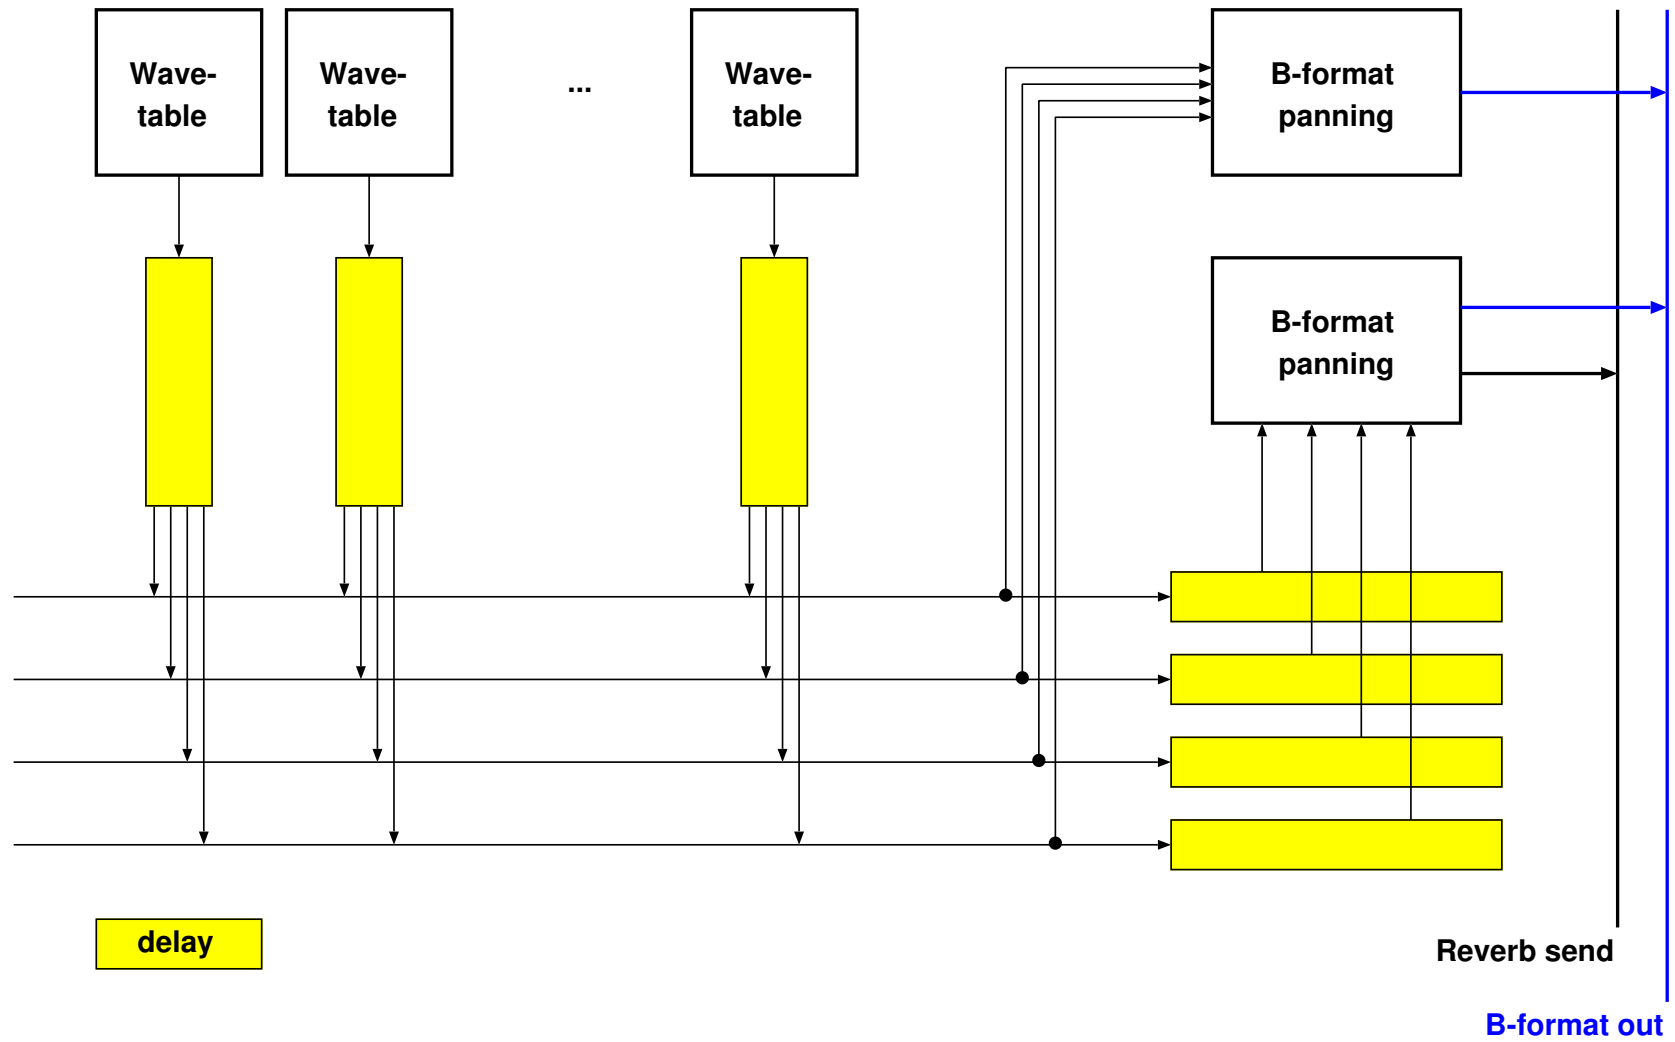 Wave-
table
Wave-
table
...
Wave-
table
B-format
panning
B-format
panning
delay
Reverb send
B-format out